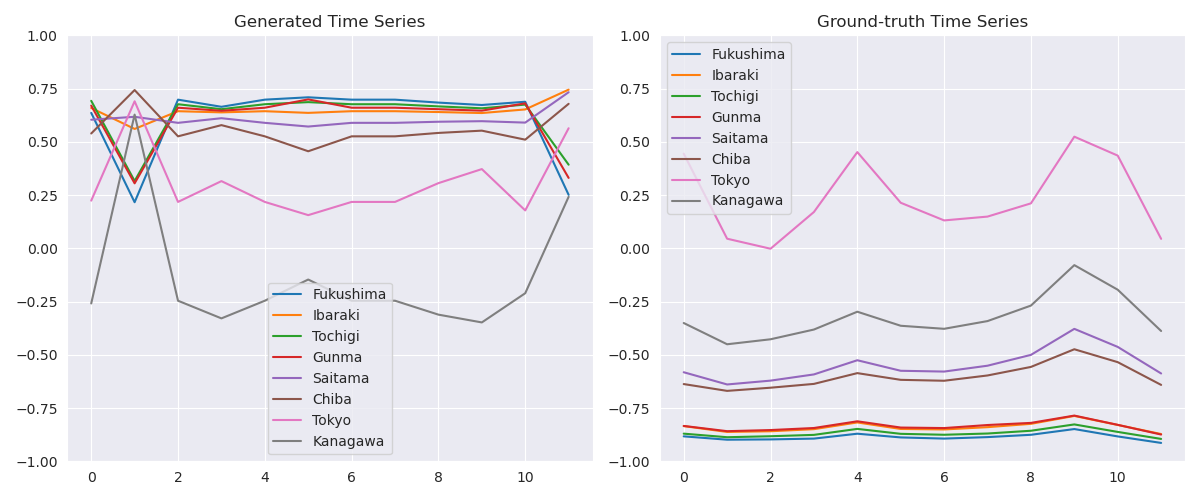 Generated Time Series
1.00
0.75
0.50
0.25
0.00
−0.25
−0.50
−0.75
−1.00
0 2 4 6 8 10
Fukushima
Ibaraki
Tochigi
Gunma
Saitama
Chiba
Tokyo
Kanagawa
Ground-truth Time Series
1.00
0.75
0.50
0.25
0.00
−0.25
−0.50
−0.75
−1.00
0 2 4 6 8 10
Fukushima
Ibaraki
Tochigi
Gunma
Saitama
Chiba
Tokyo
Kanagawa